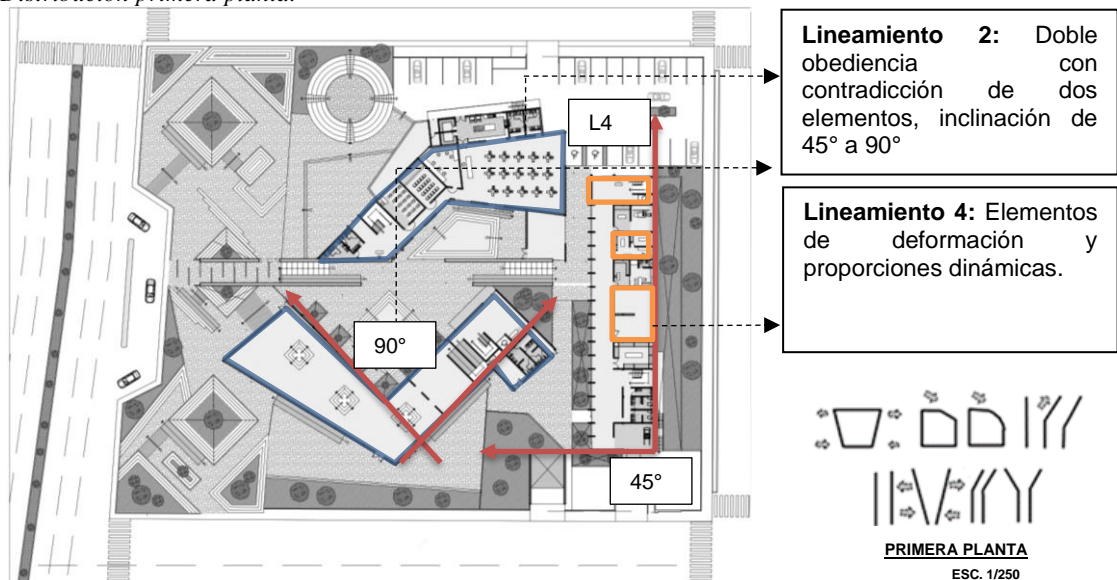 Distribución primera planta.
Lineamiento 2: Doble
obediencia con
contradicción de dos
elementos, inclinación de
45° a 90°
L4
Lineamiento 4: Elementos
de deformación y
proporciones dinámicas.
90°
45°
PRIMERA PLANTA
ESC. 1/250